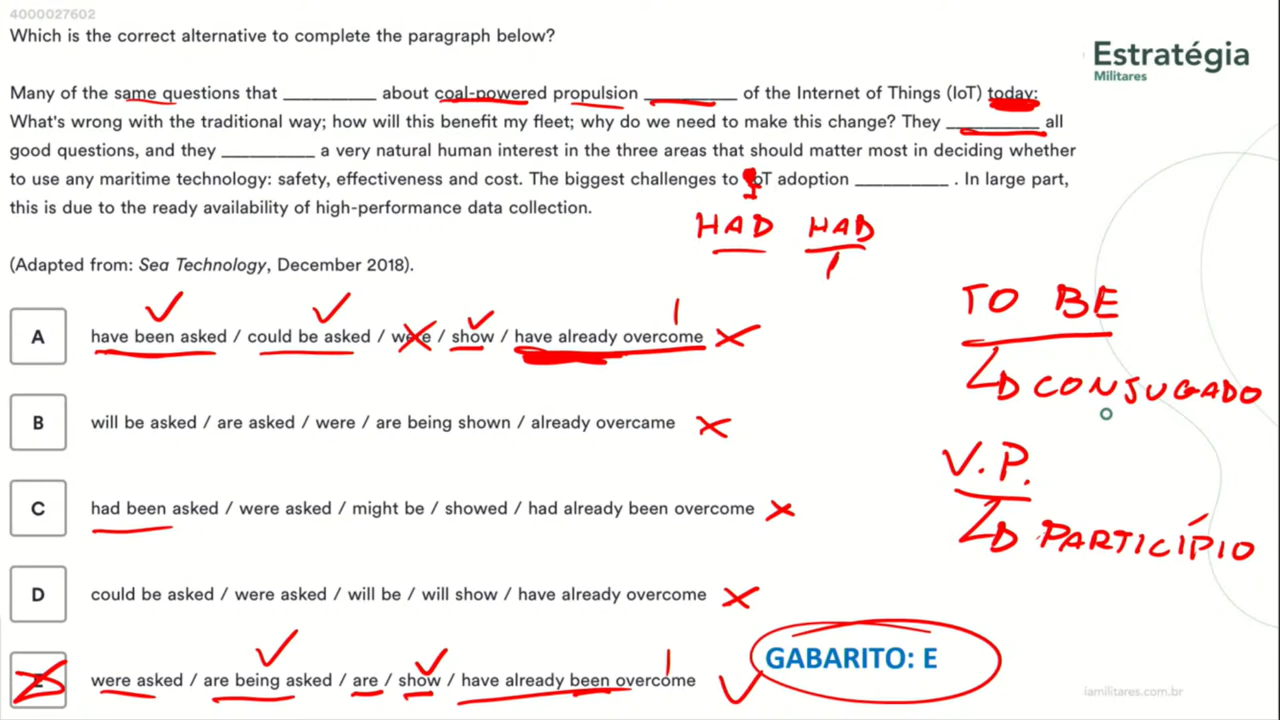 4000027602
Which is the correct alternative to complete the paragraph below?
Estratégia
Militares
Many of the same questions that __________ about coal-powered propulsion __________ of the Internet of Things (IoT) today:
What's wrong with the traditional way; how will this benefit my fleet; why do we need to make this change? They __________ all
good questions, and they __________ a very natural human interest in the three areas that should matter most in deciding whether
to use any maritime technology: safety, effectiveness and cost. The biggest challenges to IoT adoption __________ . In large part,
this is due to the ready availability of high-performance data collection.
HAD HAD
(Adapted from: Sea Technology, December 2018).
TO BE
CONJUGADO
V.P.
PARTICÍPIO
A have been asked / could be asked / were / show / have already overcome
B will be asked / are asked / were / are being shown / already overcame
C had been asked / were asked / might be / showed / had already been overcome
D could be asked / were asked / will be / will show / have already overcome
E were asked / are being asked / are / show / have already been overcome
GABARITO: E
iamilitares.com.br